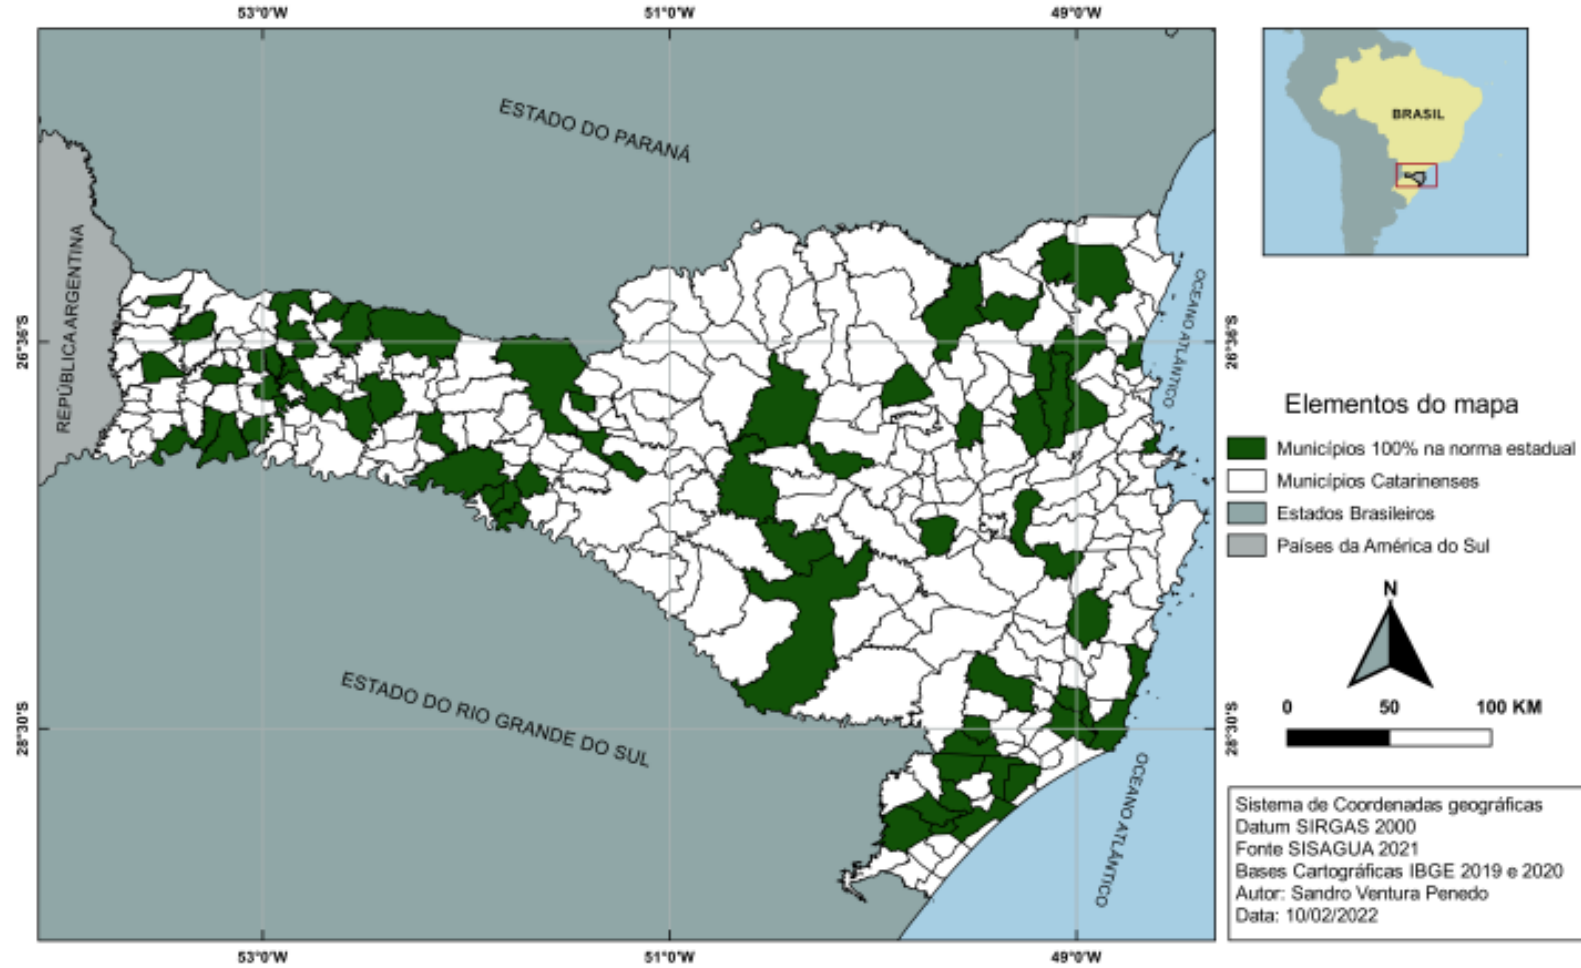 53°0'W
51°0'W
49°0'W
ESTADO DO PARANÁ
BRASIL
REPÚBLICA ARGENTINA
OCEANO ATLÂNTICO
26°36'S
26°36'S
Elementos do mapa
Municípios 100% na norma estadual
Municípios Catarinenses
Estados Brasileiros
Países da América do Sul
N
ESTADO DO RIO GRANDE DO SUL
0 50 100 KM
28°30'S
28°30'S
OCEANO ATLÂNTICO
Sistema de Coordenadas geográficas
Datum SIRGAS 2000
Fonte SISAGUA 2021
Bases Cartográficas IBGE 2019 e 2020
Autor: Sandro Ventura Penedo
Data: 10/02/2022
53°0'W
51°0'W
49°0'W